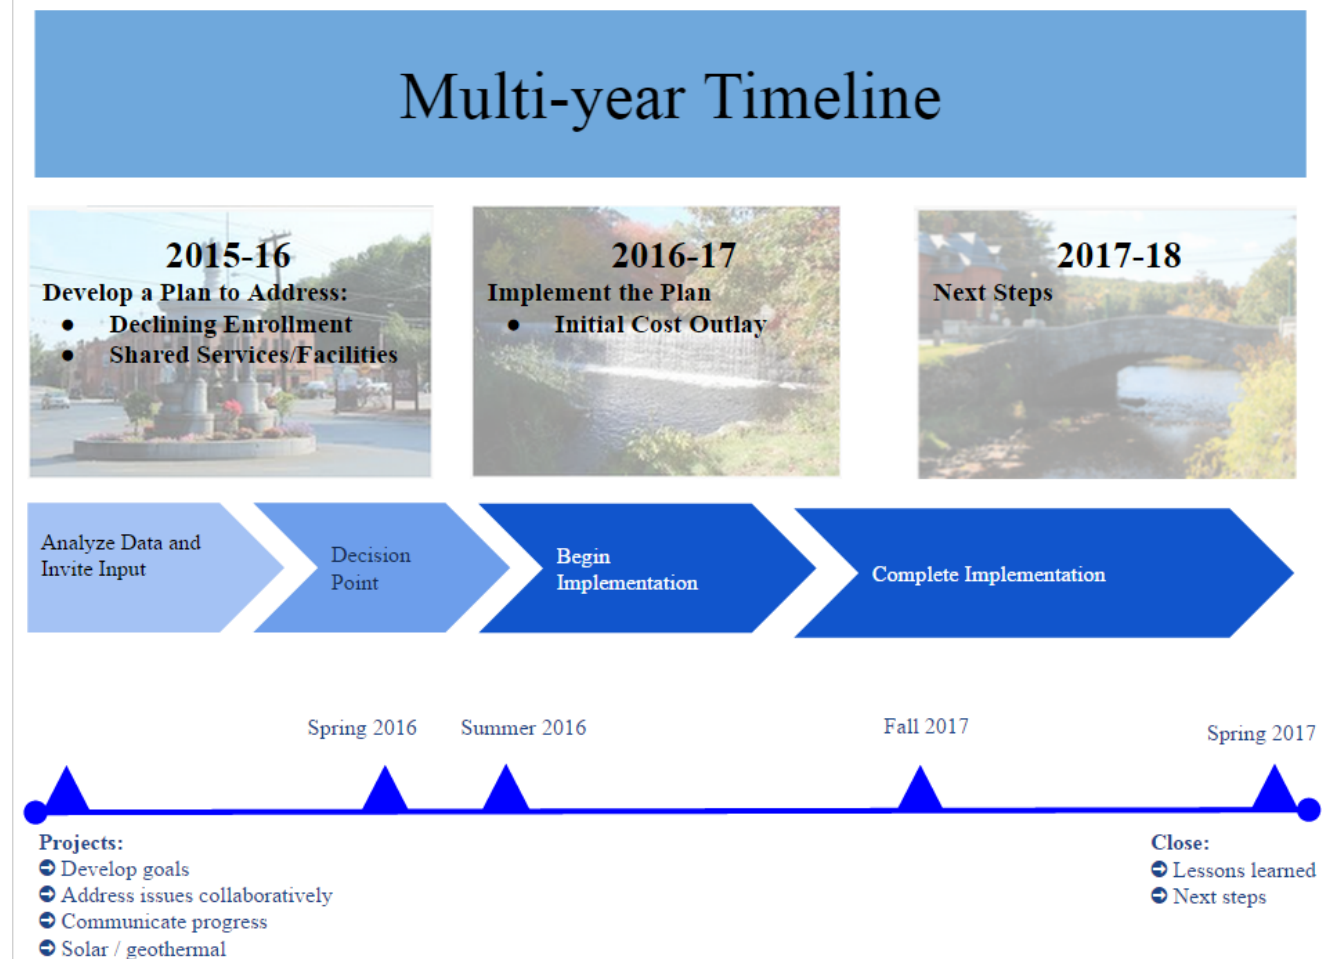 Multi-year Timeline
2015-16
Develop a Plan to Address:
● Declining Enrollment
● Shared Services/Facilities
2016-17
Implement the Plan
● Initial Cost Outlay
2017-18
Next Steps
Analyze Data and
Invite Input
Decision
Point
Begin
Implementation
Complete Implementation
Spring 2016
Summer 2016
Fall 2017
Spring 2017
Projects:
➲ Develop goals
➲ Address issues collaboratively
➲ Communicate progress
➲ Solar / geothermal
Close:
➲ Lessons learned
➲ Next steps